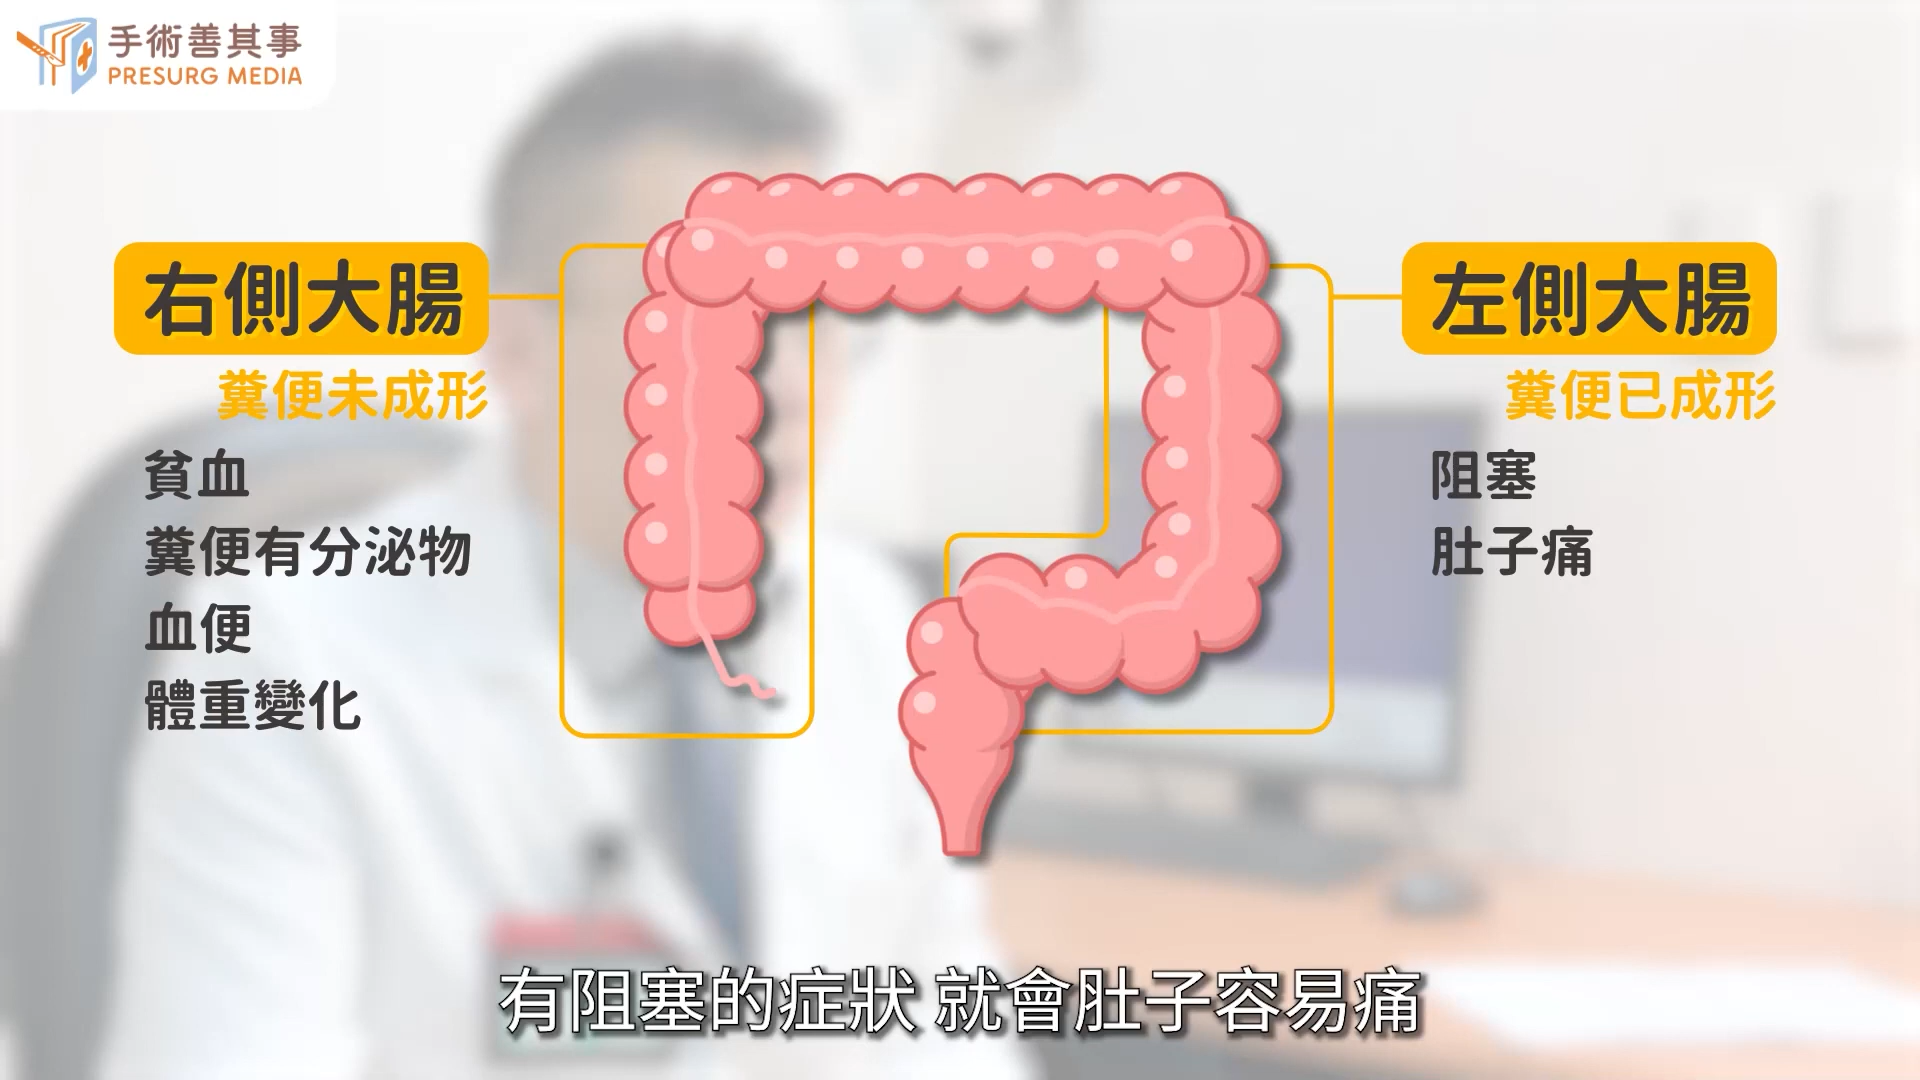 手術善其事
PRESURG MEDIA
右側大腸
糞便未成形
貧血
糞便有分泌物
血便
體重變化
左側大腸
糞便已成形
阻塞
肚子痛
有阻塞的症狀 就會肚子容易痛